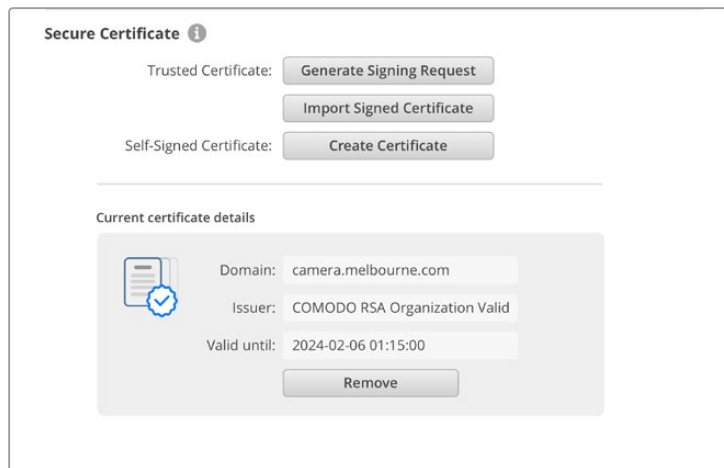 Secure Certificate
Trusted Certificate: Generate Signing Request
Import Signed Certificate
Self-Signed Certificate: Create Certificate
Current certificate details
Domain: camera.melbourne.com
Issuer: COMODO RSA Organization Valid
Valid until: 2024-02-06 01:15:00
Remove